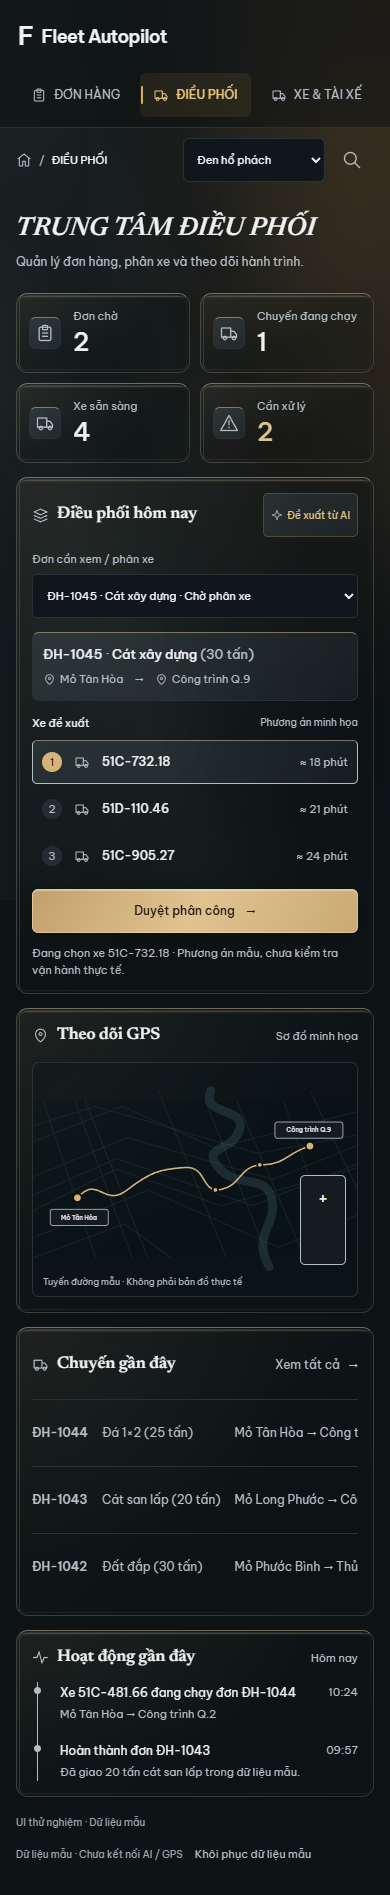 F Fleet Autopilot
ĐƠN HÀNG ĐIỀU PHỐI XE & TÀI XẾ
/ ĐIỀU PHỐI Đen hổ phách
TRUNG TÂM ĐIỀU PHỐI
Quản lý đơn hàng, phân xe và theo dõi hành trình.
Đơn chờ
2
Chuyến đang chạy
1
Xe sẵn sàng
4
Cần xử lý
2
Điều phối hôm nay
Đề xuất từ AI
Đơn cần xem / phân xe
ĐH-1045 · Cát xây dựng · Chờ phân xe
ĐH-1045 · Cát xây dựng (30 tấn)
Mỏ Tân Hòa → Công trình Q.9
Xe đề xuất Phương án minh họa
1 51C-732.18 ≈ 18 phút
2 51D-110.46 ≈ 21 phút
3 51C-905.27 ≈ 24 phút
Duyệt phân công →
Đang chọn xe 51C-732.18 · Phương án mẫu, chưa kiểm tra
vận hành thực tế.
Theo dõi GPS Sơ đồ minh họa
Công trình Q.9
+
Mỏ Tân Hòa
Tuyến đường mẫu · Không phải bản đồ thực tế
Chuyến gần đây Xem tất cả →
ĐH-1044 Đá 1×2 (25 tấn) Mỏ Tân Hòa → Công t
ĐH-1043 Cát san lấp (20 tấn) Mỏ Long Phước → Cô
ĐH-1042 Đất đắp (30 tấn) Mỏ Phước Bình → Thủ
Hoạt động gần đây Hôm nay
Xe 51C-481.66 đang chạy đơn ĐH-1044 10:24
Mỏ Tân Hòa → Công trình Q.2
Hoàn thành đơn ĐH-1043 09:57
Đã giao 20 tấn cát san lấp trong dữ liệu mẫu.
UI thử nghiệm · Dữ liệu mẫu
Dữ liệu mẫu · Chưa kết nối AI / GPS Khôi phục dữ liệu mẫu